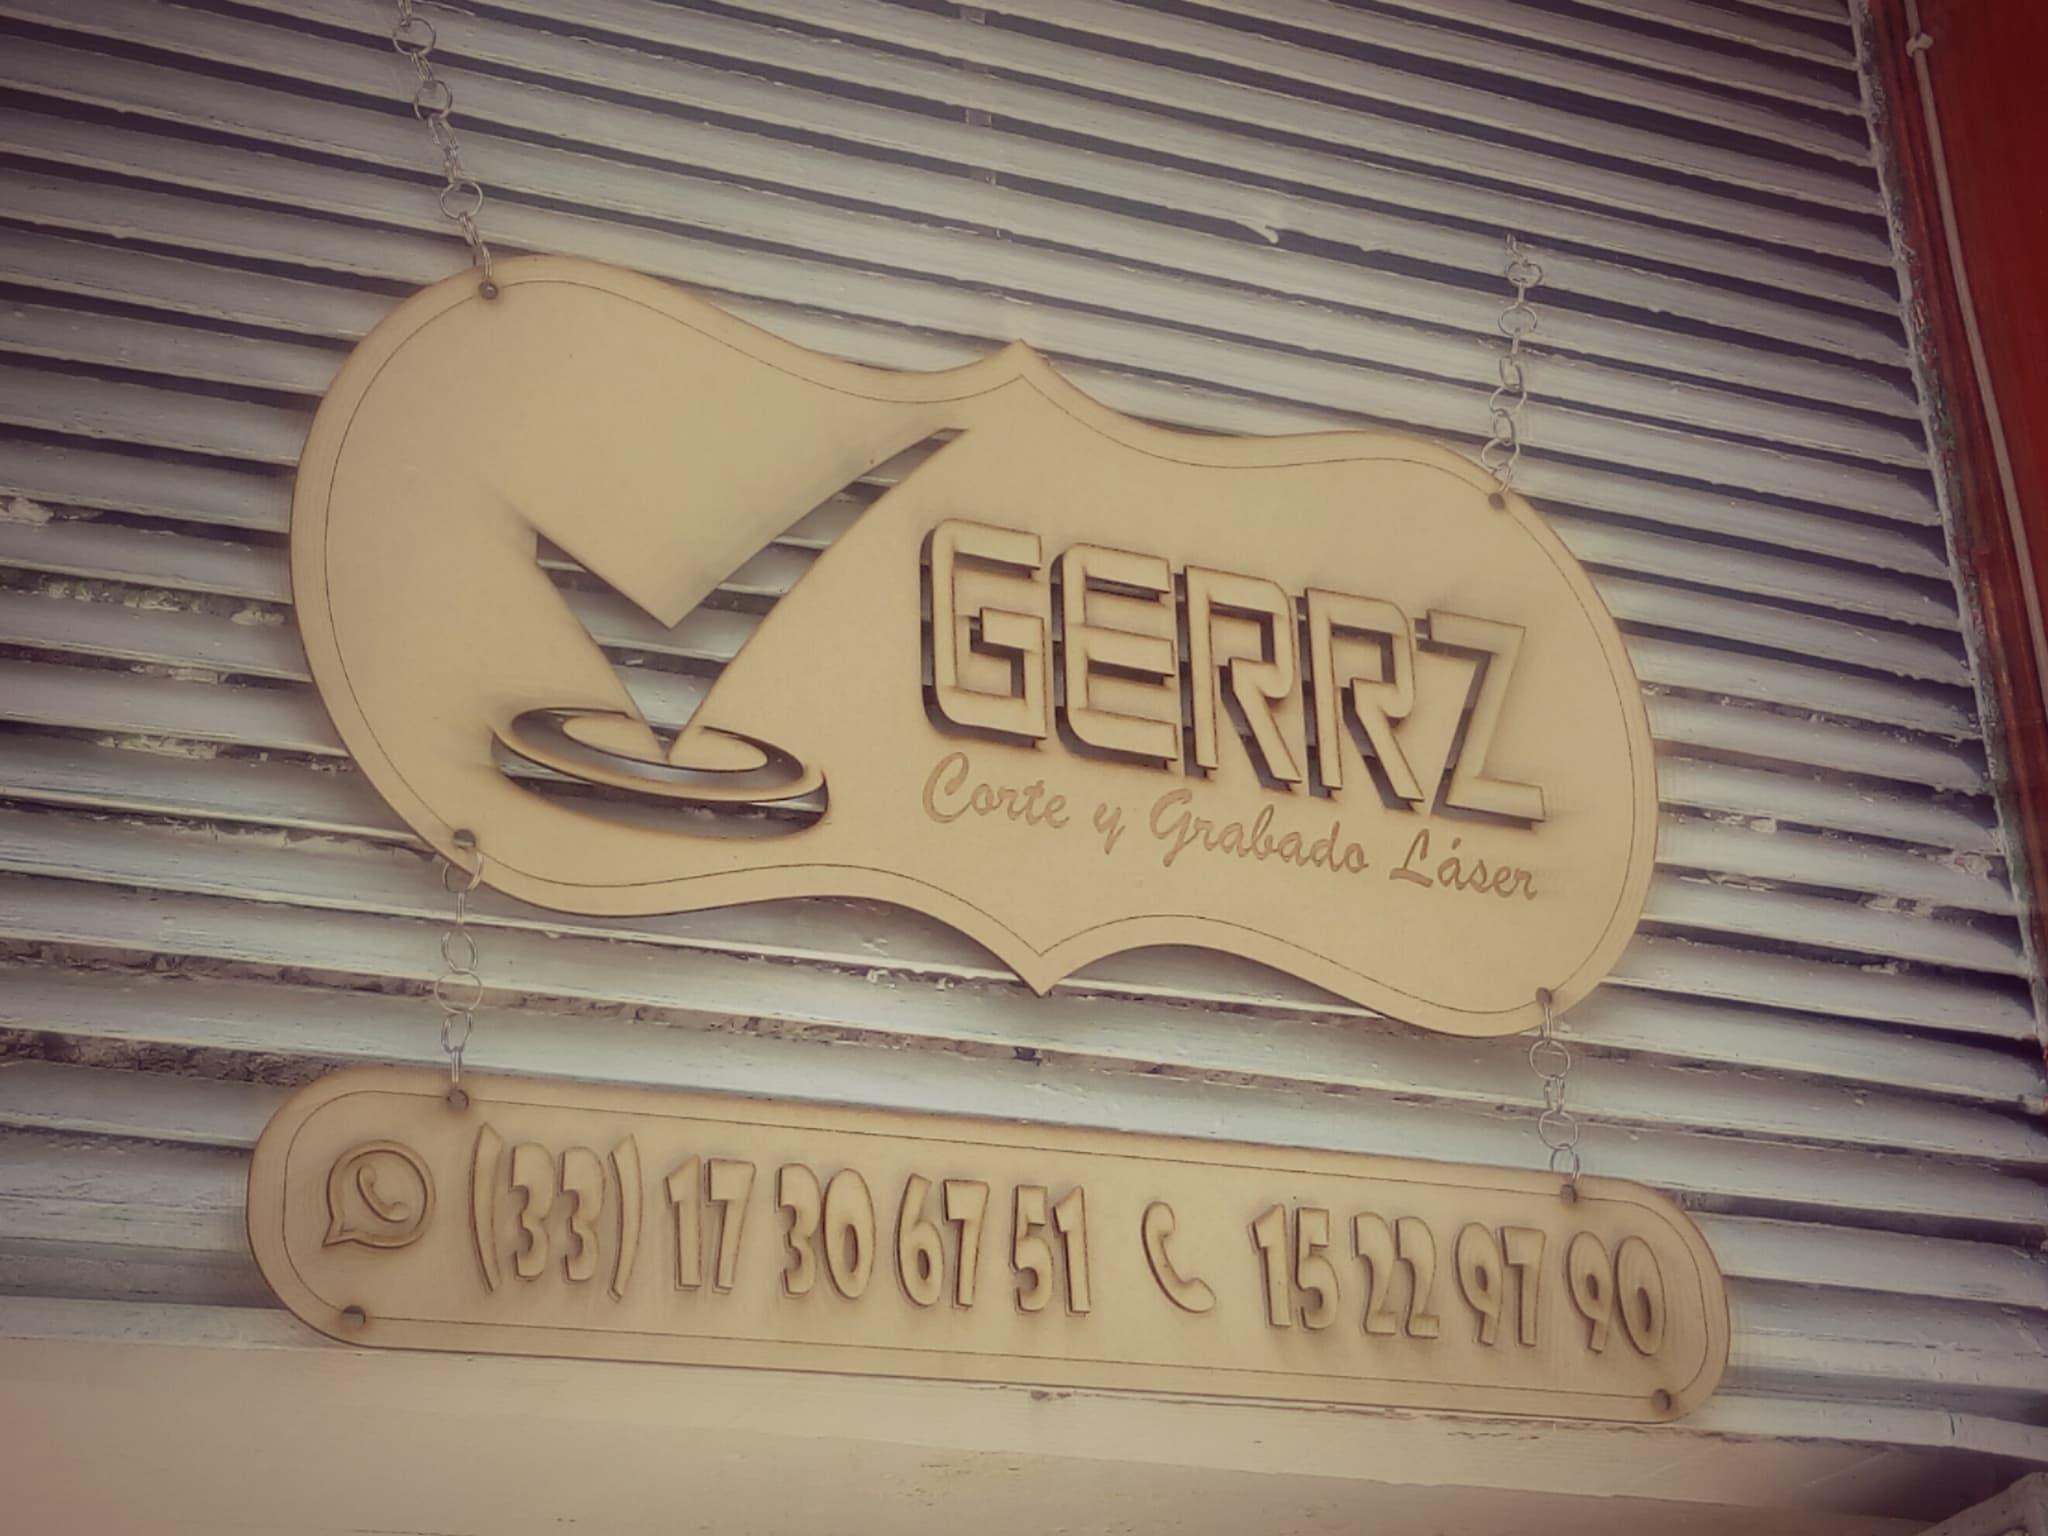 GERRZ
Corte y Grabado Láser
(33) 17 30 67 51 15 22 97 90